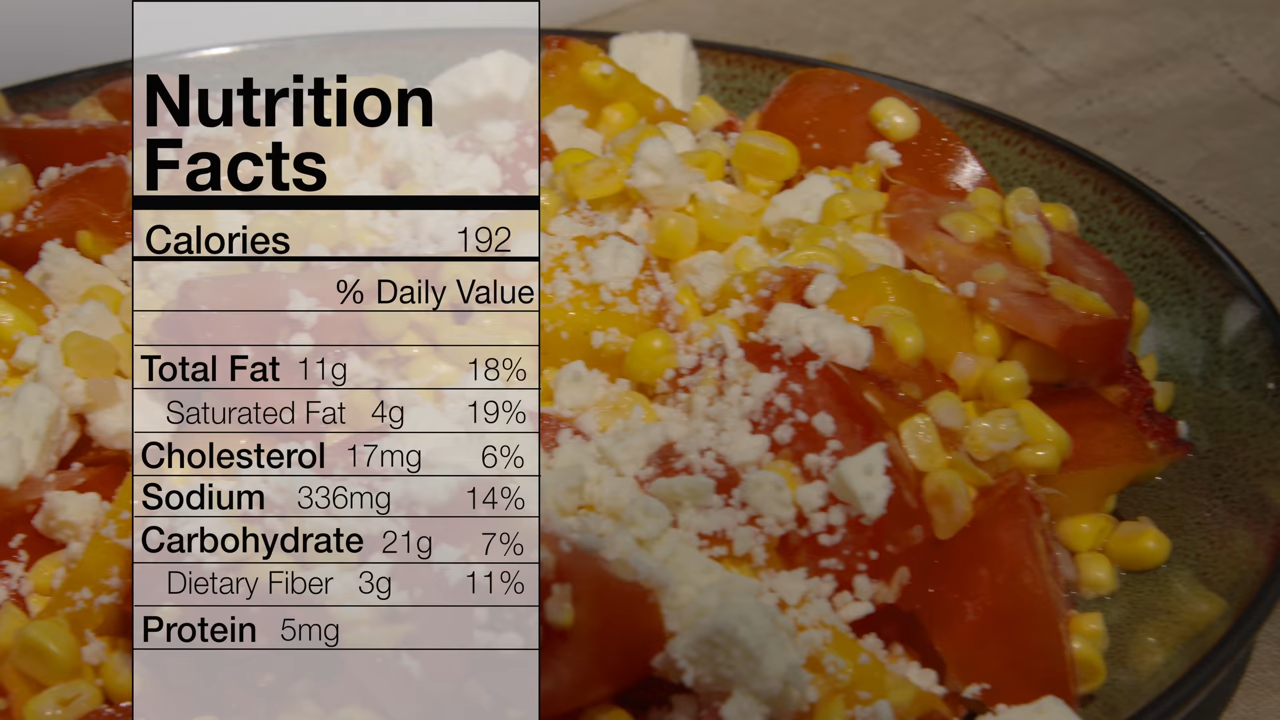 Nutrition
Facts
Calories 192
% Daily Value
Total Fat 11g 18%
Saturated Fat 4g 19%
Cholesterol 17mg 6%
Sodium 336mg 14%
Carbohydrate 21g 7%
Dietary Fiber 3g 11%
Protein 5mg